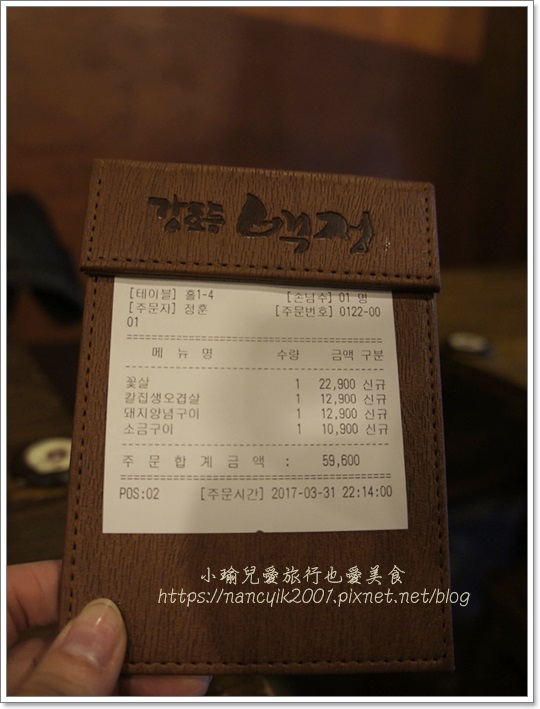 강호동 백정
[테이블] 홀1-4 [손님수] 01 명
[주문자] 정훈 [주문번호] 0122-00
01
================================
메 뉴 명 수량 금액 구분
--------------------------------
꽃살 1 22,900 신규
칼집생오겹살 1 12,900 신규
돼지양념구이 1 12,900 신규
소금구이 1 10,900 신규
================================
주 문 합 계 금 액 : 59,600
================================
POS:02 [주문시간] 2017-03-31 22:14:00
小瑜兒愛旅行也愛美食
https://nancyik2001.pixnet.net/blog